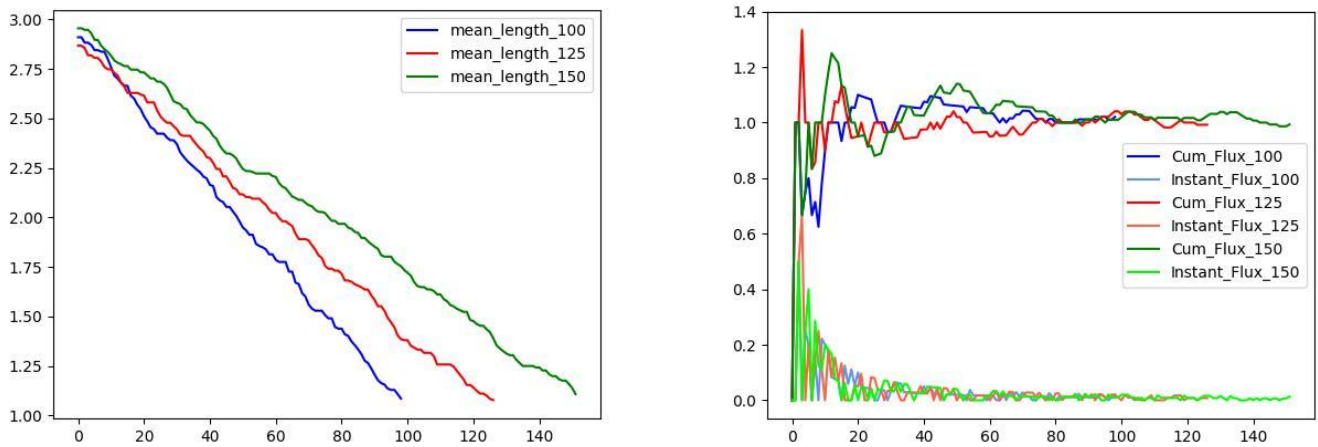 3.00
2.75
2.50
2.25
2.00
1.75
1.50
1.25
1.00
0 20 40 60 80 100 120 140
mean_length_100
mean_length_125
mean_length_150
1.4
1.2
1.0
0.8
0.6
0.4
0.2
0.0
0 20 40 60 80 100 120 140
Cum_Flux_100
Instant_Flux_100
Cum_Flux_125
Instant_Flux_125
Cum_Flux_150
Instant_Flux_150